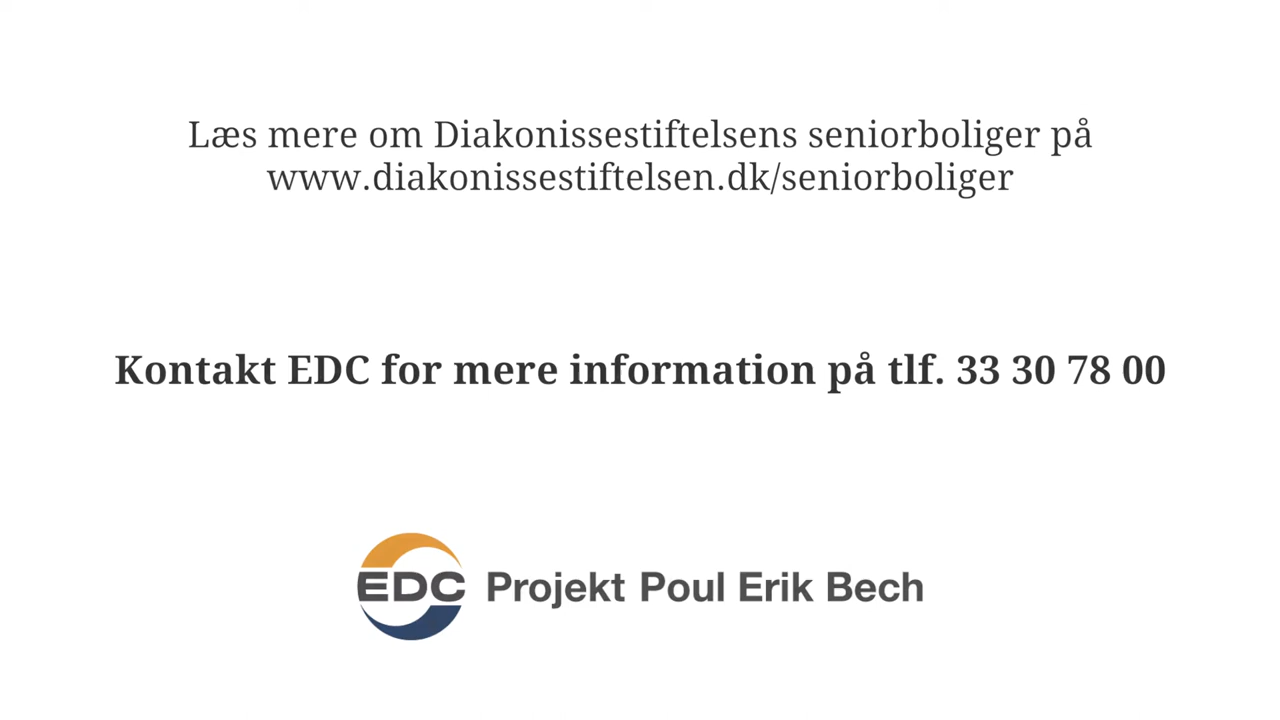 Læs mere om Diakonissestiftelsens seniorboliger på
www.diakonissestiftelsen.dk/seniorboliger
Kontakt EDC for mere information på tlf. 33 30 78 00
EDC Projekt Poul Erik Bech